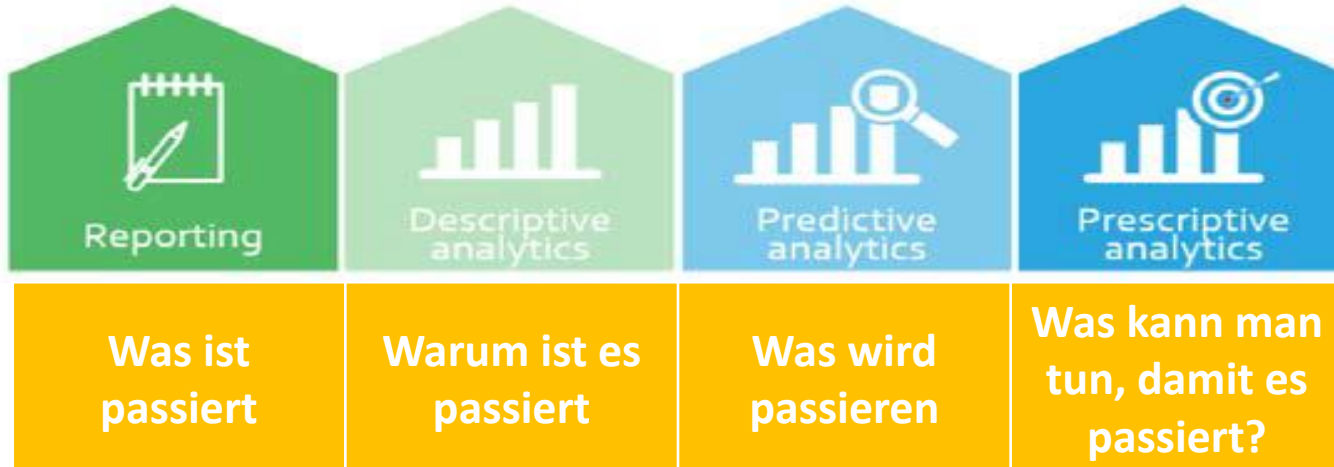 Reporting
Descriptive
analytics
Predictive
analytics
Prescriptive
analytics
Was ist
passiert
Warum ist es
passiert
Was wird
passieren
Was kann man
tun, damit es
passiert?